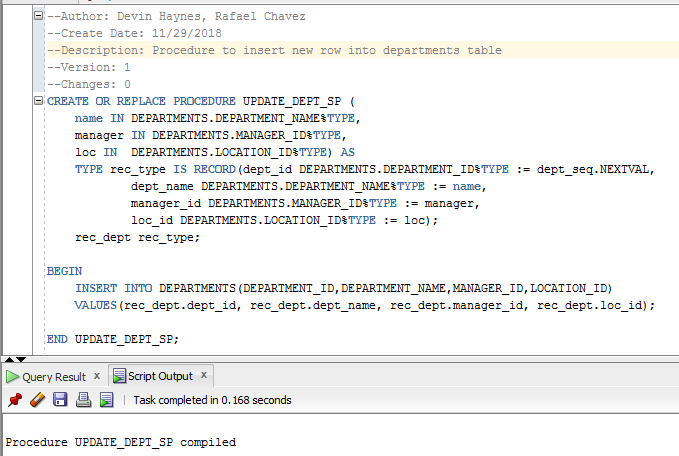 --Author: Devin Haynes, Rafael Chavez
--Create Date: 11/29/2018
--Description: Procedure to insert new row into departments table
--Version: 1
--Changes: 0
CREATE OR REPLACE PROCEDURE UPDATE_DEPT_SP (
name IN DEPARTMENTS.DEPARTMENT_NAME%TYPE,
manager IN DEPARTMENTS.MANAGER_ID%TYPE,
loc IN  DEPARTMENTS.LOCATION_ID%TYPE) AS
TYPE rec_type IS RECORD(dept_id DEPARTMENTS.DEPARTMENT_ID%TYPE := dept_seq.NEXTVAL,
dept_name DEPARTMENTS.DEPARTMENT_NAME%TYPE := name,
manager_id DEPARTMENTS.MANAGER_ID%TYPE := manager,
loc_id DEPARTMENTS.LOCATION_ID%TYPE := loc);
rec_dept rec_type;
BEGIN
INSERT INTO DEPARTMENTS(DEPARTMENT_ID,DEPARTMENT_NAME,MANAGER_ID,LOCATION_ID)
VALUES(rec_dept.dept_id, rec_dept.dept_name, rec_dept.manager_id, rec_dept.loc_id);
END UPDATE_DEPT_SP;
Query Result x Script Output x
Task completed in 0.168 seconds
Procedure UPDATE_DEPT_SP compiled